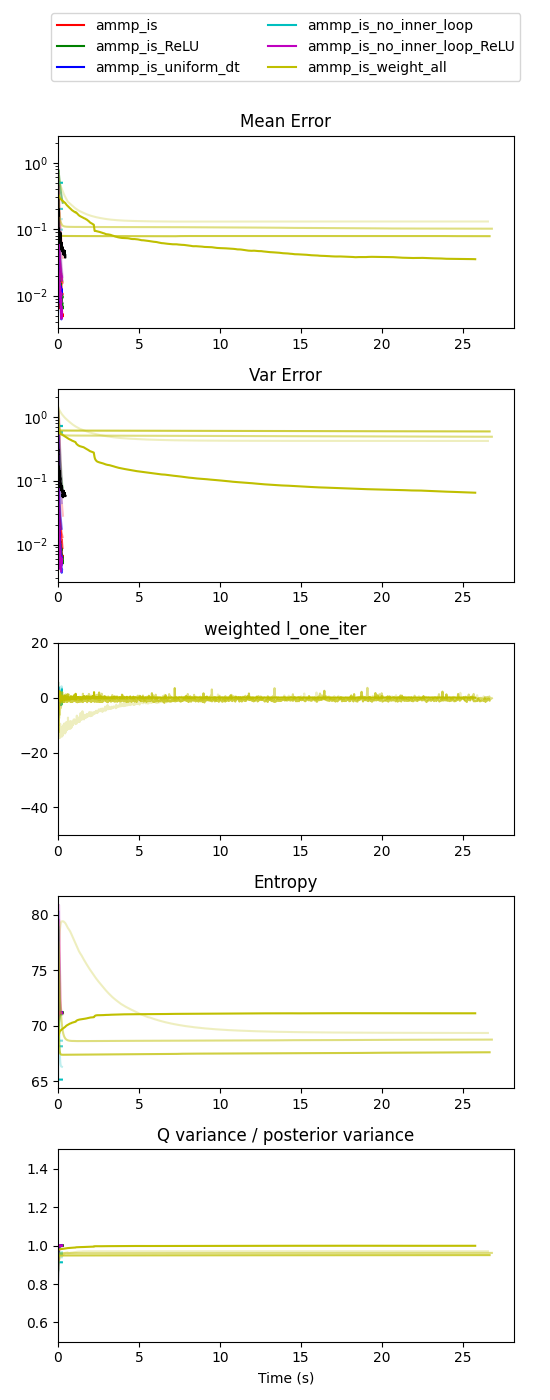 ammp_is
ammp_is_no_inner_loop
ammp_is_ReLU
ammp_is_no_inner_loop_ReLU
ammp_is_uniform_dt
ammp_is_weight_all
Mean Error
10^0
10^-1
10^-2
0 5 10 15 20 25
Var Error
10^0
10^-1
10^-2
0 5 10 15 20 25
weighted l_one_iter
20
0
−20
−40
0 5 10 15 20 25
Entropy
80
75
70
65
0 5 10 15 20 25
Q variance / posterior variance
1.4
1.2
1.0
0.8
0.6
0 5 10 15 20 25
Time (s)